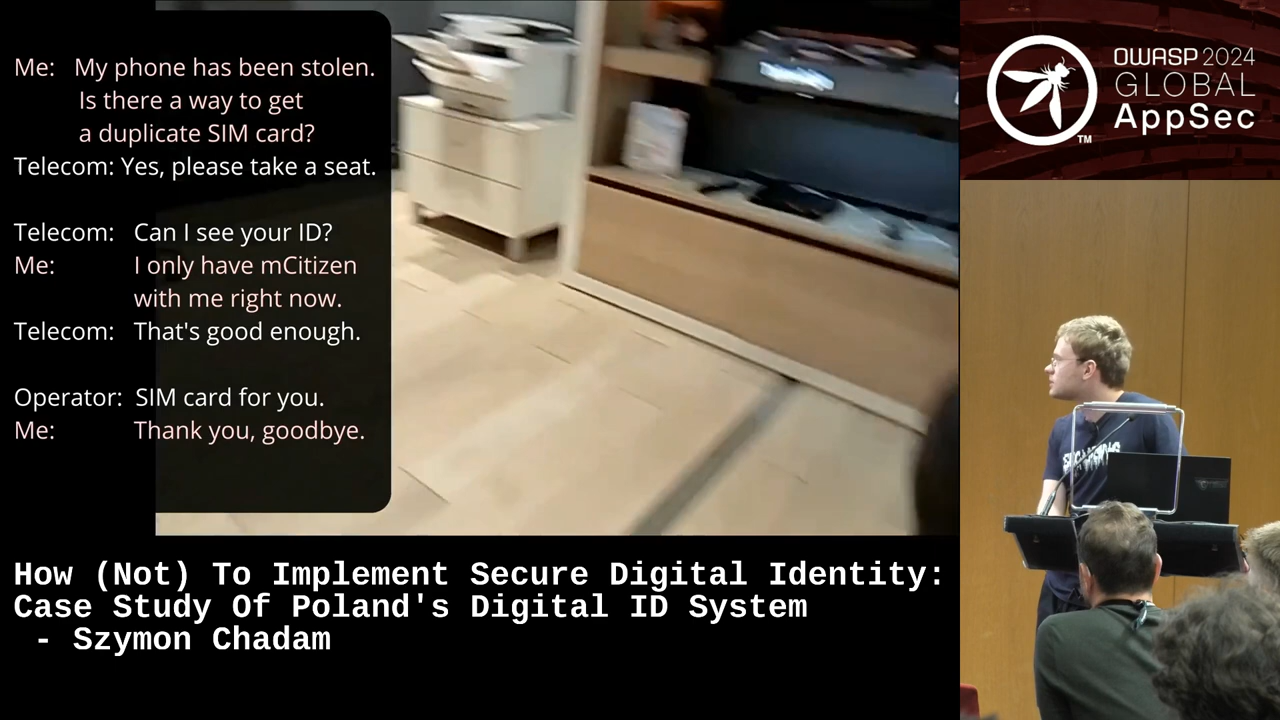 Me: My phone has been stolen.
Is there a way to get
a duplicate SIM card?
Telecom: Yes, please take a seat.
Telecom: Can I see your ID?
Me: I only have mCitizen
with me right now.
Telecom: That's good enough.
Operator: SIM card for you.
Me: Thank you, goodbye.
How (Not) To Implement Secure Digital Identity:
Case Study Of Poland's Digital ID System
- Szymon Chadam
OWASP 2024
GLOBAL
AppSec
TM